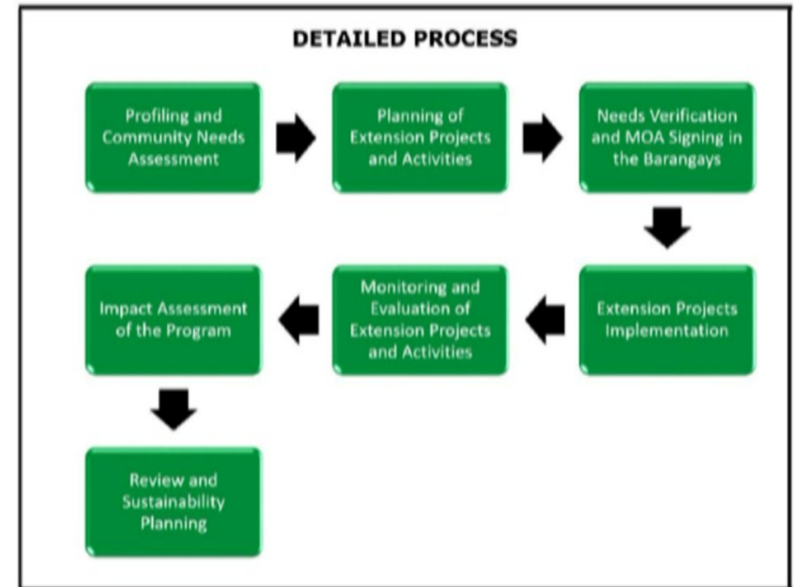 DETAILED PROCESS
Profiling and
Community Needs
Assessment
Planning of
Extension Projects
and Activities
Needs Verification
and MOA Signing in
the Barangays
Extension Projects
Implementation
Monitoring and
Evaluation of
Extension Projects
and Activities
Impact Assessment
of the Program
Review and
Sustainability
Planning